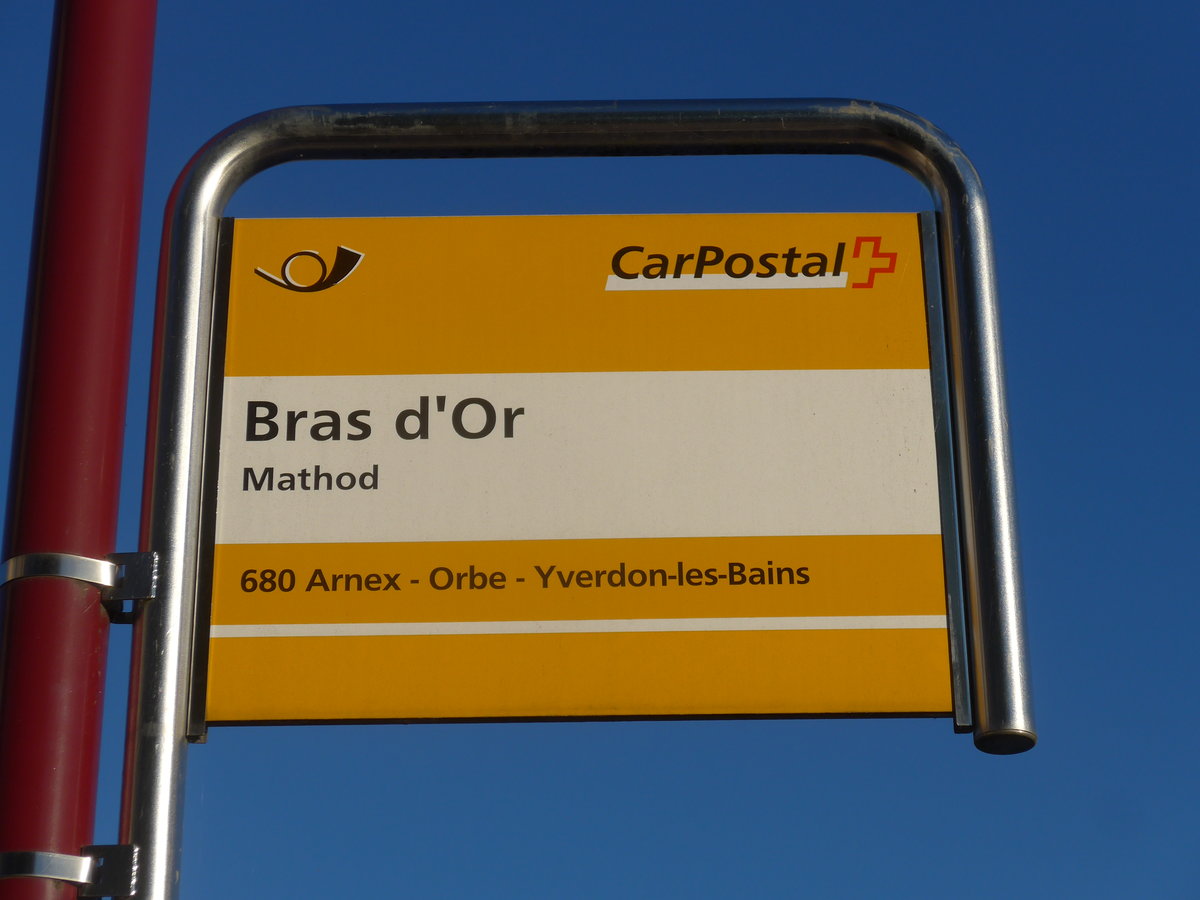 CarPostal
Bras d'Or
Mathod
680 Arnex - Orbe - Yverdon-les-Bains